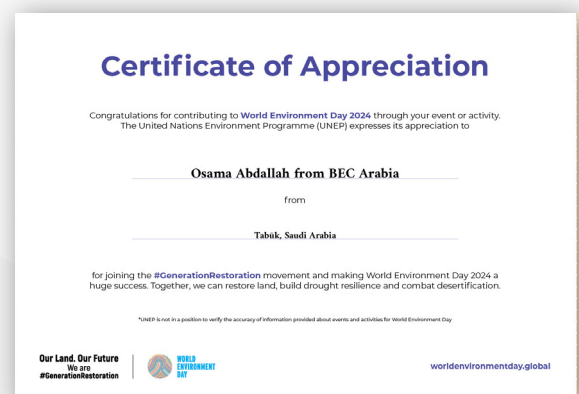 Certificate of Appreciation
Congratulations for contributing to World Environment Day 2024 through your event or activity.
The United Nations Environment Programme (UNEP) expresses its appreciation to
Osama Abdallah from BEC Arabia
from
Tabūk, Saudi Arabia
for joining the #GenerationRestoration movement and making World Environment Day 2024 a
huge success. Together, we can restore land, build drought resilience and combat desertification.
*UNEP is not in a position to verify the accuracy of information provided about events and activities for World Environment Day
Our Land. Our Future
We are
#GenerationRestoration
WORLD
ENVIRONMENT
DAY
worldenvironmentday.global